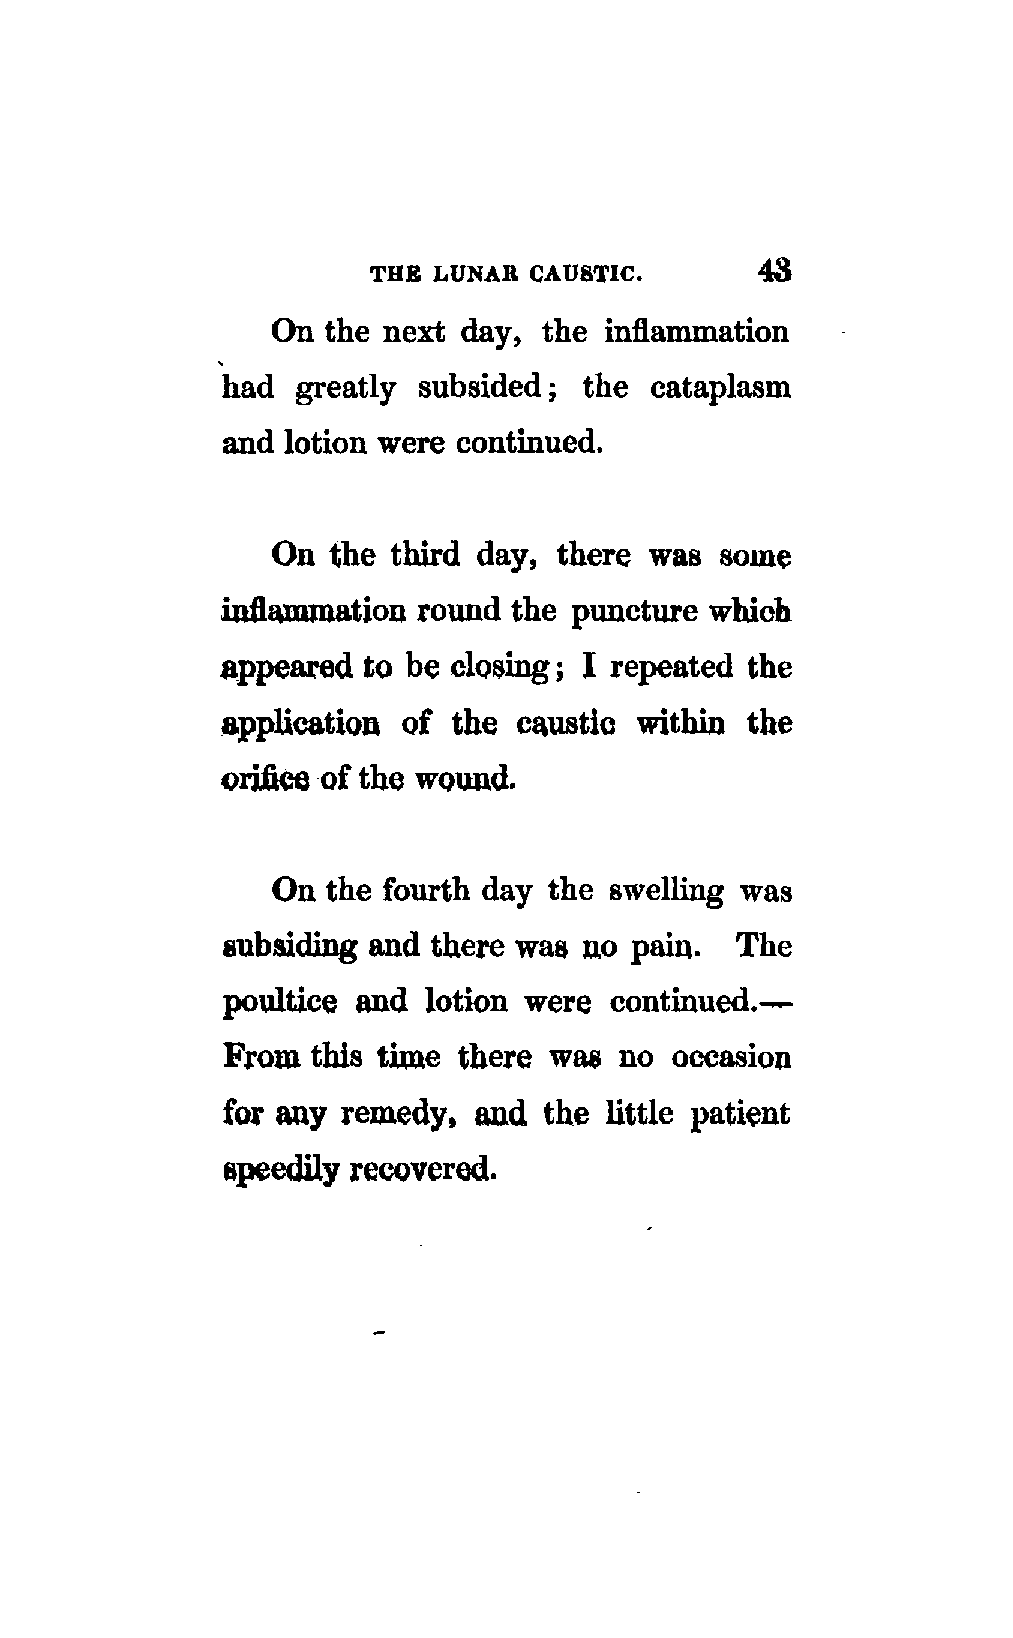 THE LUNAR CAUSTIC. 43
On the next day, the inflammation
had greatly subsided; the cataplasm
and lotion were continued.
On the third day, there was some
inflammation round the puncture which
appeared to be closing; I repeated the
application of the caustic within the
orifice of the wound.
On the fourth day the swelling was
subsiding and there was no pain. The
poultice and lotion were continued.—
From this time there was no occasion
for any remedy, and the little patient
speedily recovered.